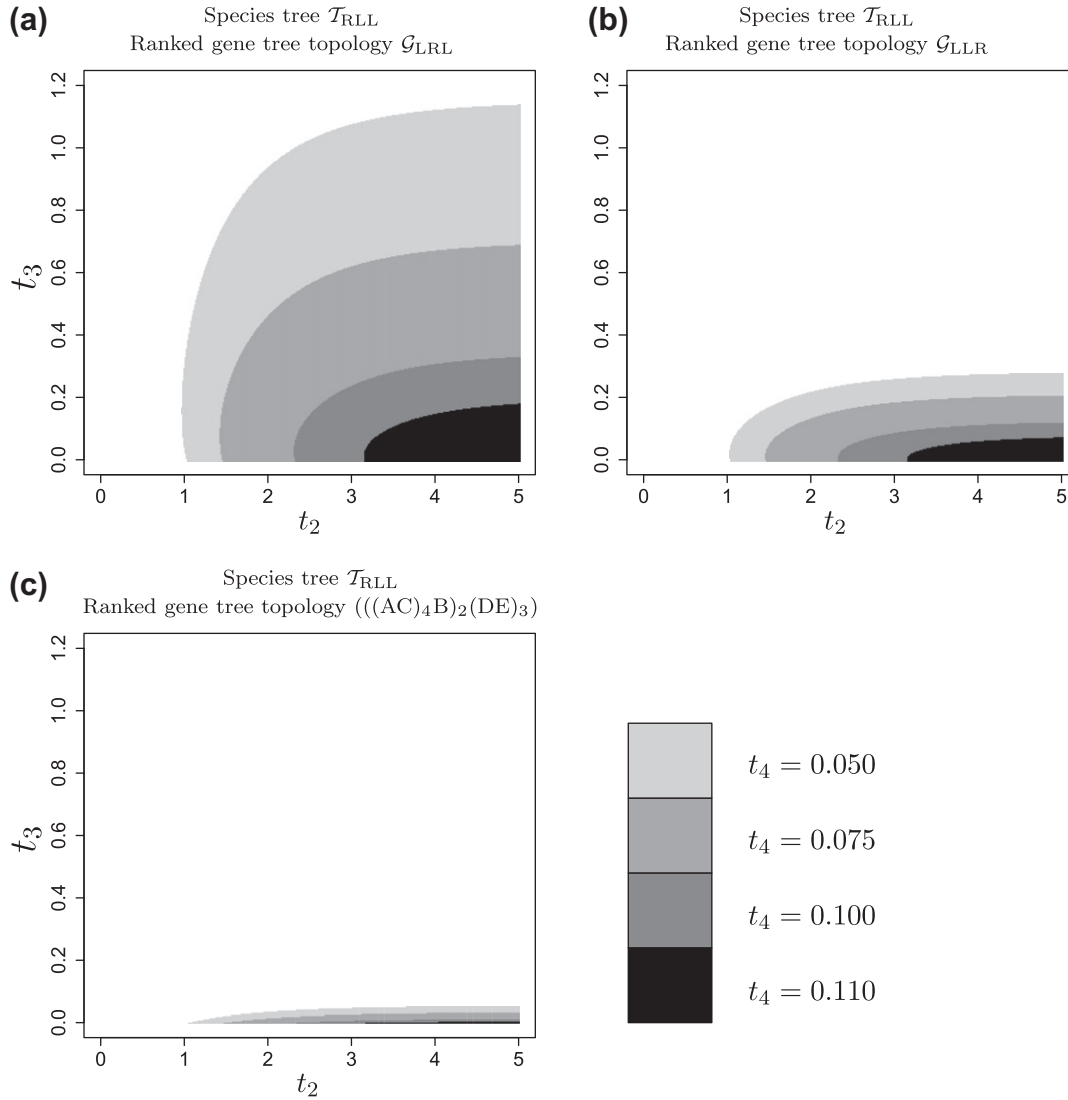 (a)
Species tree 𝒯RLL
Ranked gene tree topology 𝒢LRL
1.2
1.0
0.8
0.6
0.4
0.2
0.0
t₃
0 1 2 3 4 5
t₂
(b)
Species tree 𝒯RLL
Ranked gene tree topology 𝒢LLR
1.2
1.0
0.8
0.6
0.4
0.2
0.0
0 1 2 3 4 5
t₂
(c)
Species tree 𝒯RLL
Ranked gene tree topology (((AC)₄B)₂(DE)₃)
1.2
1.0
0.8
0.6
0.4
0.2
0.0
t₃
0 1 2 3 4 5
t₂
t₄ = 0.050
t₄ = 0.075
t₄ = 0.100
t₄ = 0.110